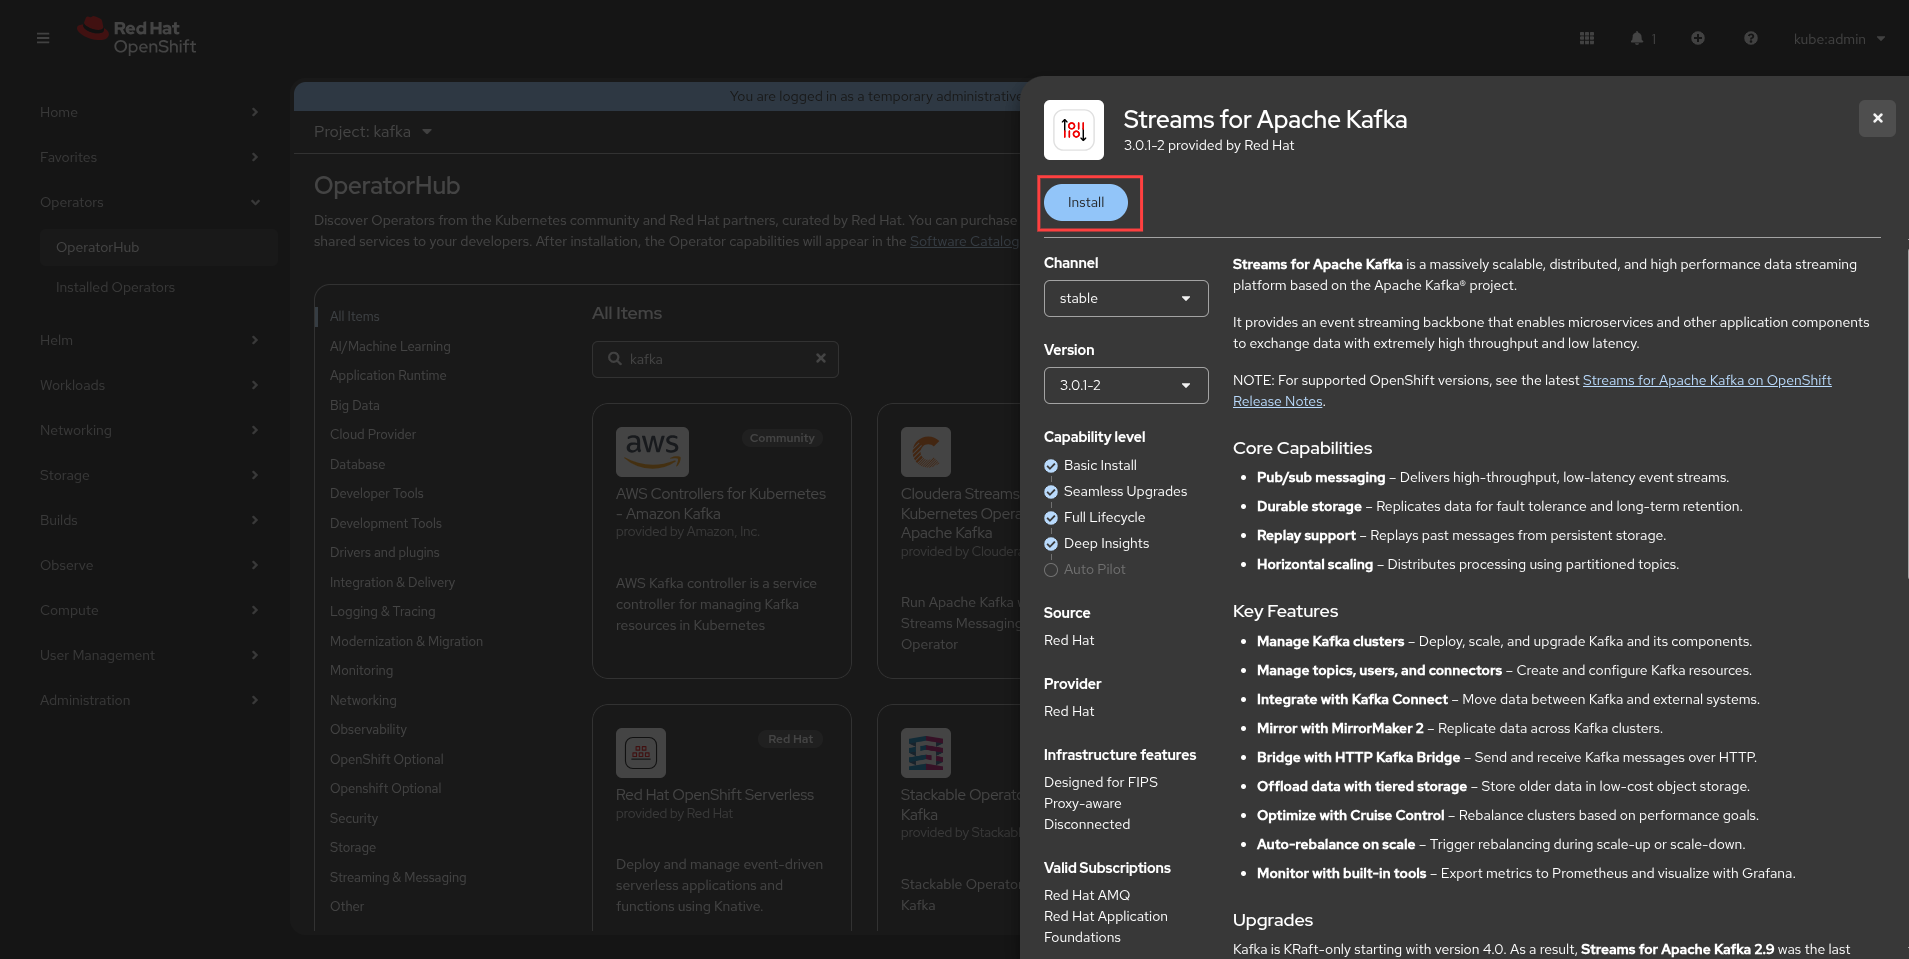 Red Hat
OpenShift
1
kube:admin
Home
Favorites
Operators
OperatorHub
Installed Operators
Helm
Workloads
Networking
Storage
Builds
Observe
Compute
User Management
Administration
You are logged in as a temporary administrative
Project: kafka
OperatorHub
Discover Operators from the Kubernetes community and Red Hat partners, curated by Red Hat. You can purchase
shared services to your developers. After installation, the Operator capabilities will appear in the Software Catalog
All Items
AI/Machine Learning
Application Runtime
Big Data
Cloud Provider
Database
Developer Tools
Development Tools
Drivers and plugins
Integration & Delivery
Logging & Tracing
Modernization & Migration
Monitoring
Networking
Observability
OpenShift Optional
Openshift Optional
Security
Storage
Streaming & Messaging
Other
All Items
kafka
aws
Community
AWS Controllers for Kubernetes
- Amazon Kafka
provided by Amazon, Inc.
AWS Kafka controller is a service
controller for managing Kafka
resources in Kubernetes
Cloudera Streams
Kubernetes Opera
Apache Kafka
provided by Cloudera
Run Apache Kafka
Streams Messaging
Operator
Red Hat
Red Hat OpenShift Serverless
provided by Red Hat
Deploy and manage event-driven
serverless applications and
functions using Knative.
Stackable Operato
Kafka
provided by Stackabl
Stackable Operator
Kafka
Streams for Apache Kafka
3.0.1-2 provided by Red Hat
Install
Channel
stable
Version
3.0.1-2
Capability level
Basic Install
Seamless Upgrades
Full Lifecycle
Deep Insights
Auto Pilot
Source
Red Hat
Provider
Red Hat
Infrastructure features
Designed for FIPS
Proxy-aware
Disconnected
Valid Subscriptions
Red Hat AMQ
Red Hat Application
Foundations
Streams for Apache Kafka is a massively scalable, distributed, and high performance data streaming
platform based on the Apache Kafka® project.
It provides an event streaming backbone that enables microservices and other application components
to exchange data with extremely high throughput and low latency.
NOTE: For supported OpenShift versions, see the latest Streams for Apache Kafka on OpenShift
Release Notes.
Core Capabilities
• Pub/sub messaging – Delivers high-throughput, low-latency event streams.
• Durable storage – Replicates data for fault tolerance and long-term retention.
• Replay support – Replays past messages from persistent storage.
• Horizontal scaling – Distributes processing using partitioned topics.
Key Features
• Manage Kafka clusters – Deploy, scale, and upgrade Kafka and its components.
• Manage topics, users, and connectors – Create and configure Kafka resources.
• Integrate with Kafka Connect – Move data between Kafka and external systems.
• Mirror with MirrorMaker 2 – Replicate data across Kafka clusters.
• Bridge with HTTP Kafka Bridge – Send and receive Kafka messages over HTTP.
• Offload data with tiered storage – Store older data in low-cost object storage.
• Optimize with Cruise Control – Rebalance clusters based on performance goals.
• Auto-rebalance on scale – Trigger rebalancing during scale-up or scale-down.
• Monitor with built-in tools – Export metrics to Prometheus and visualize with Grafana.
Upgrades
Kafka is KRaft-only starting with version 4.0. As a result, Streams for Apache Kafka 2.9 was the last